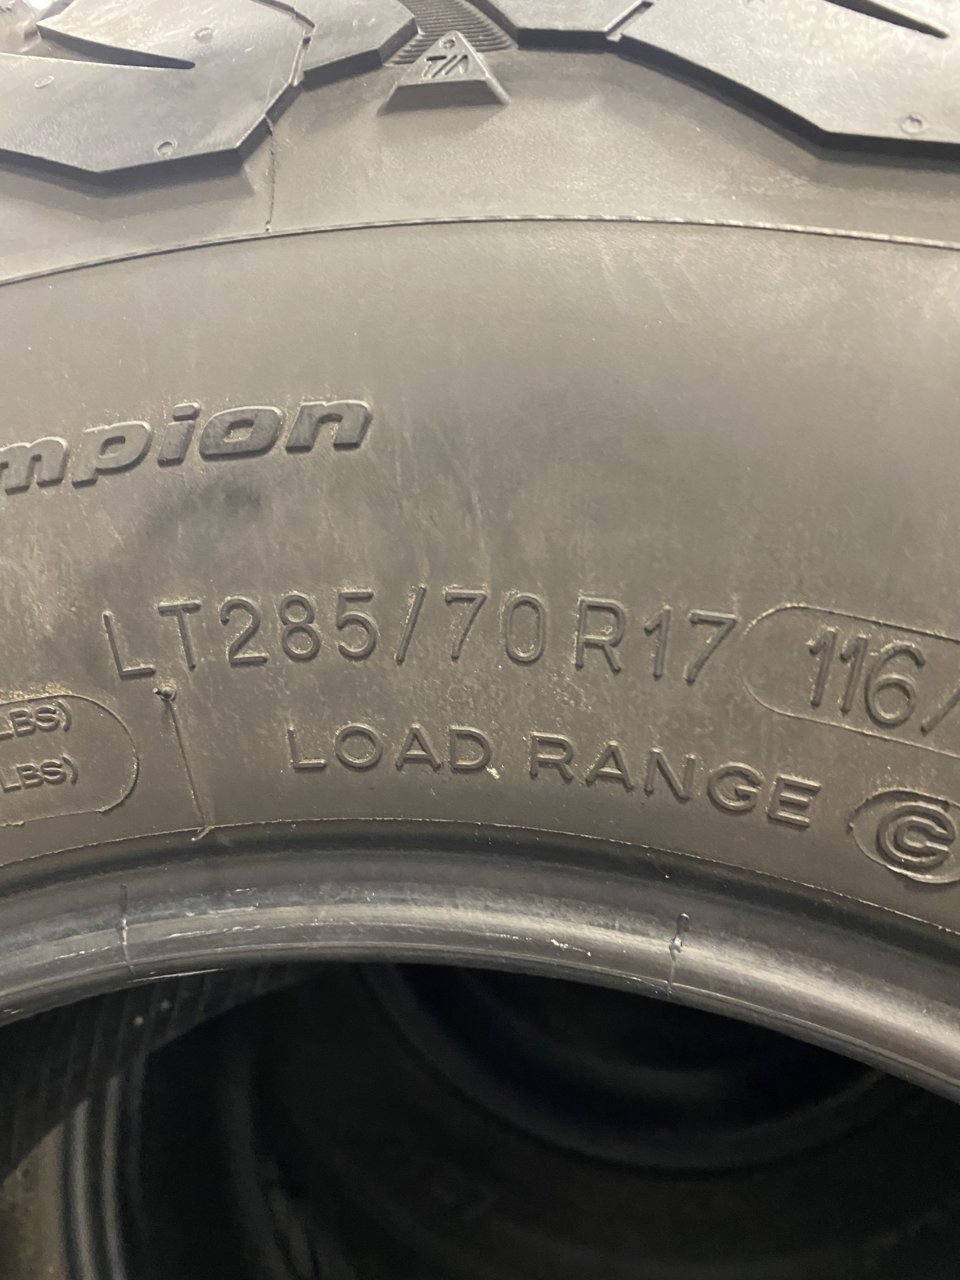 mpion
LT285/70R17 116/
LBS)
LBS)
LOAD RANGE C